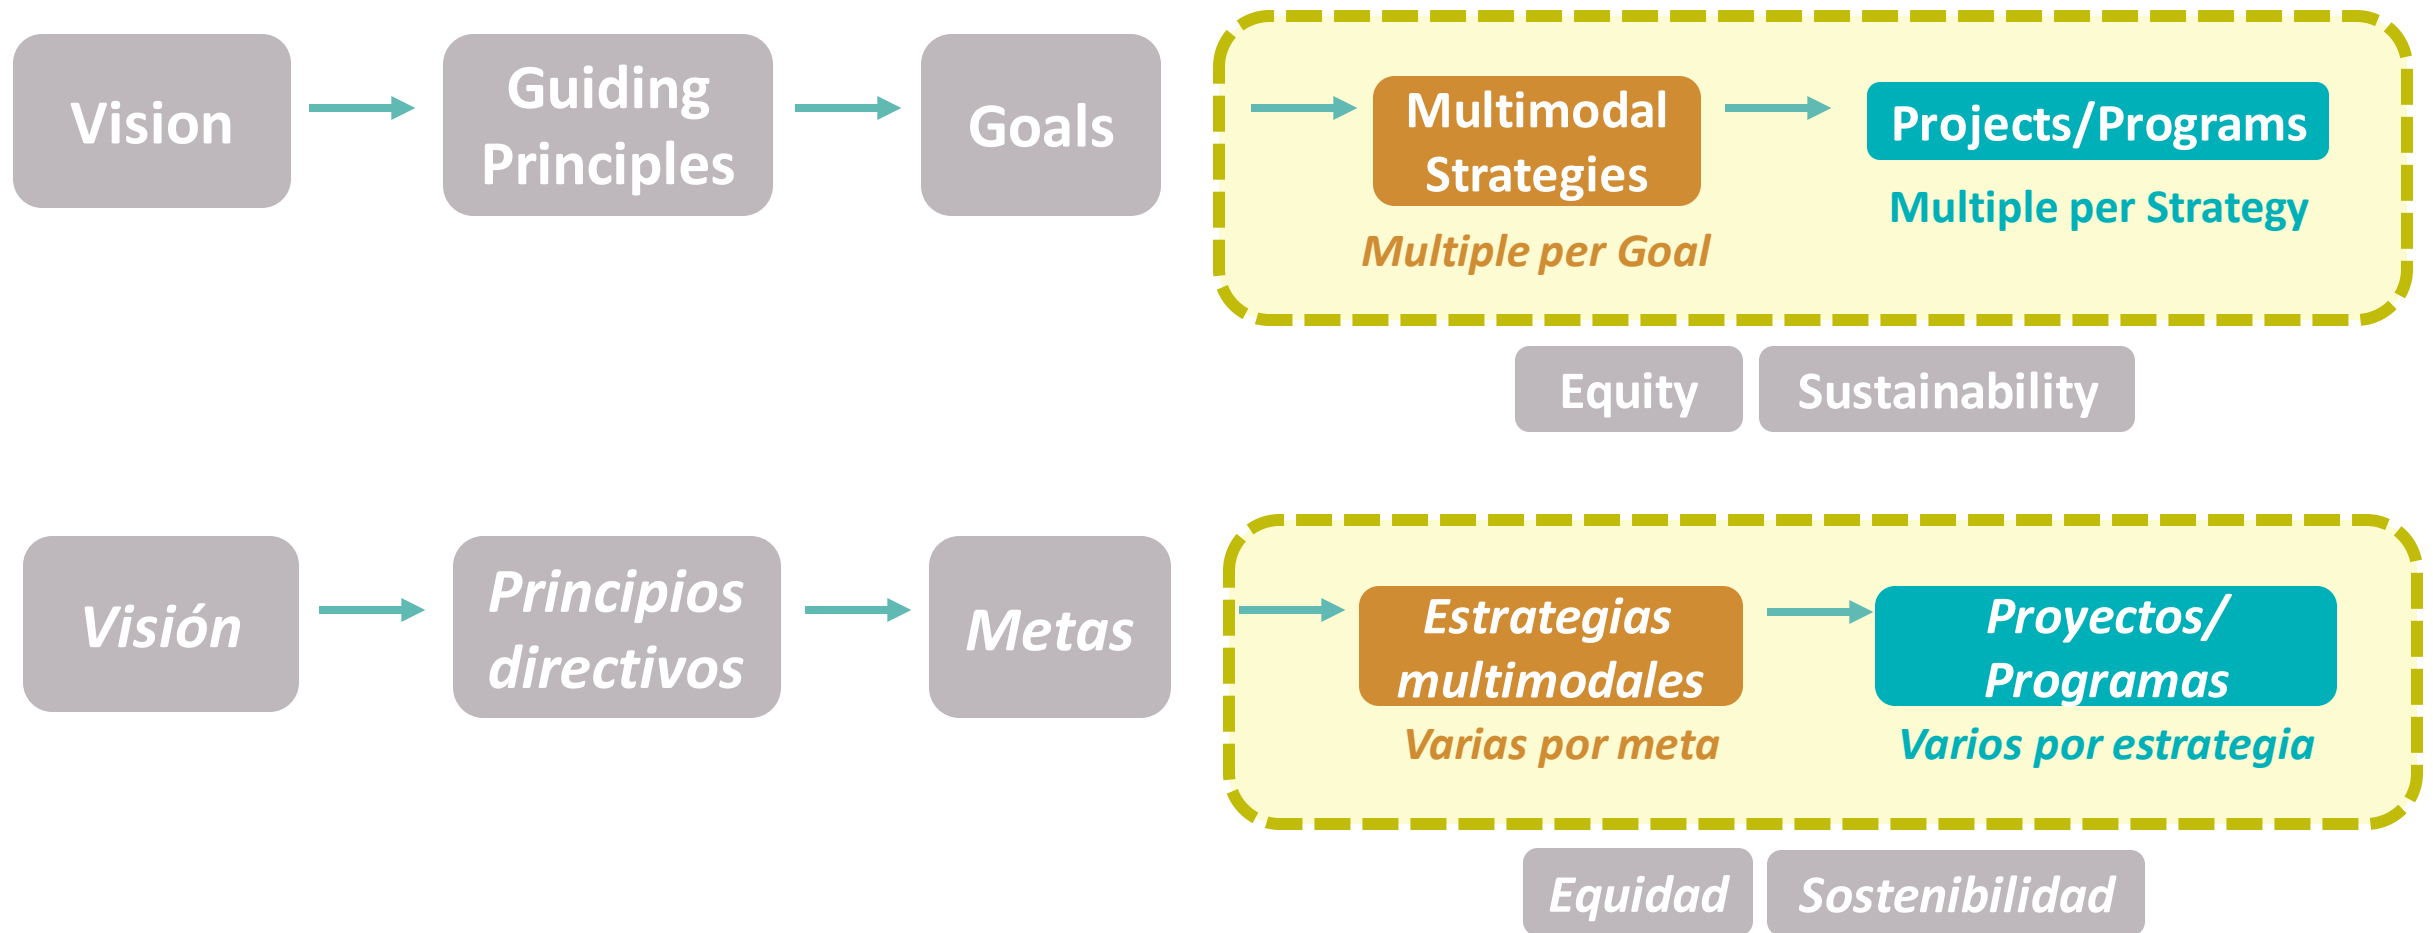 Vision
Guiding
Principles
Goals
Multimodal
Strategies
Multiple per Goal
Projects/Programs
Multiple per Strategy
Equity
Sustainability
Visión
Principios
directivos
Metas
Estrategias
multimodales
Varias por meta
Proyectos/
Programas
Varios por estrategia
Equidad
Sostenibilidad